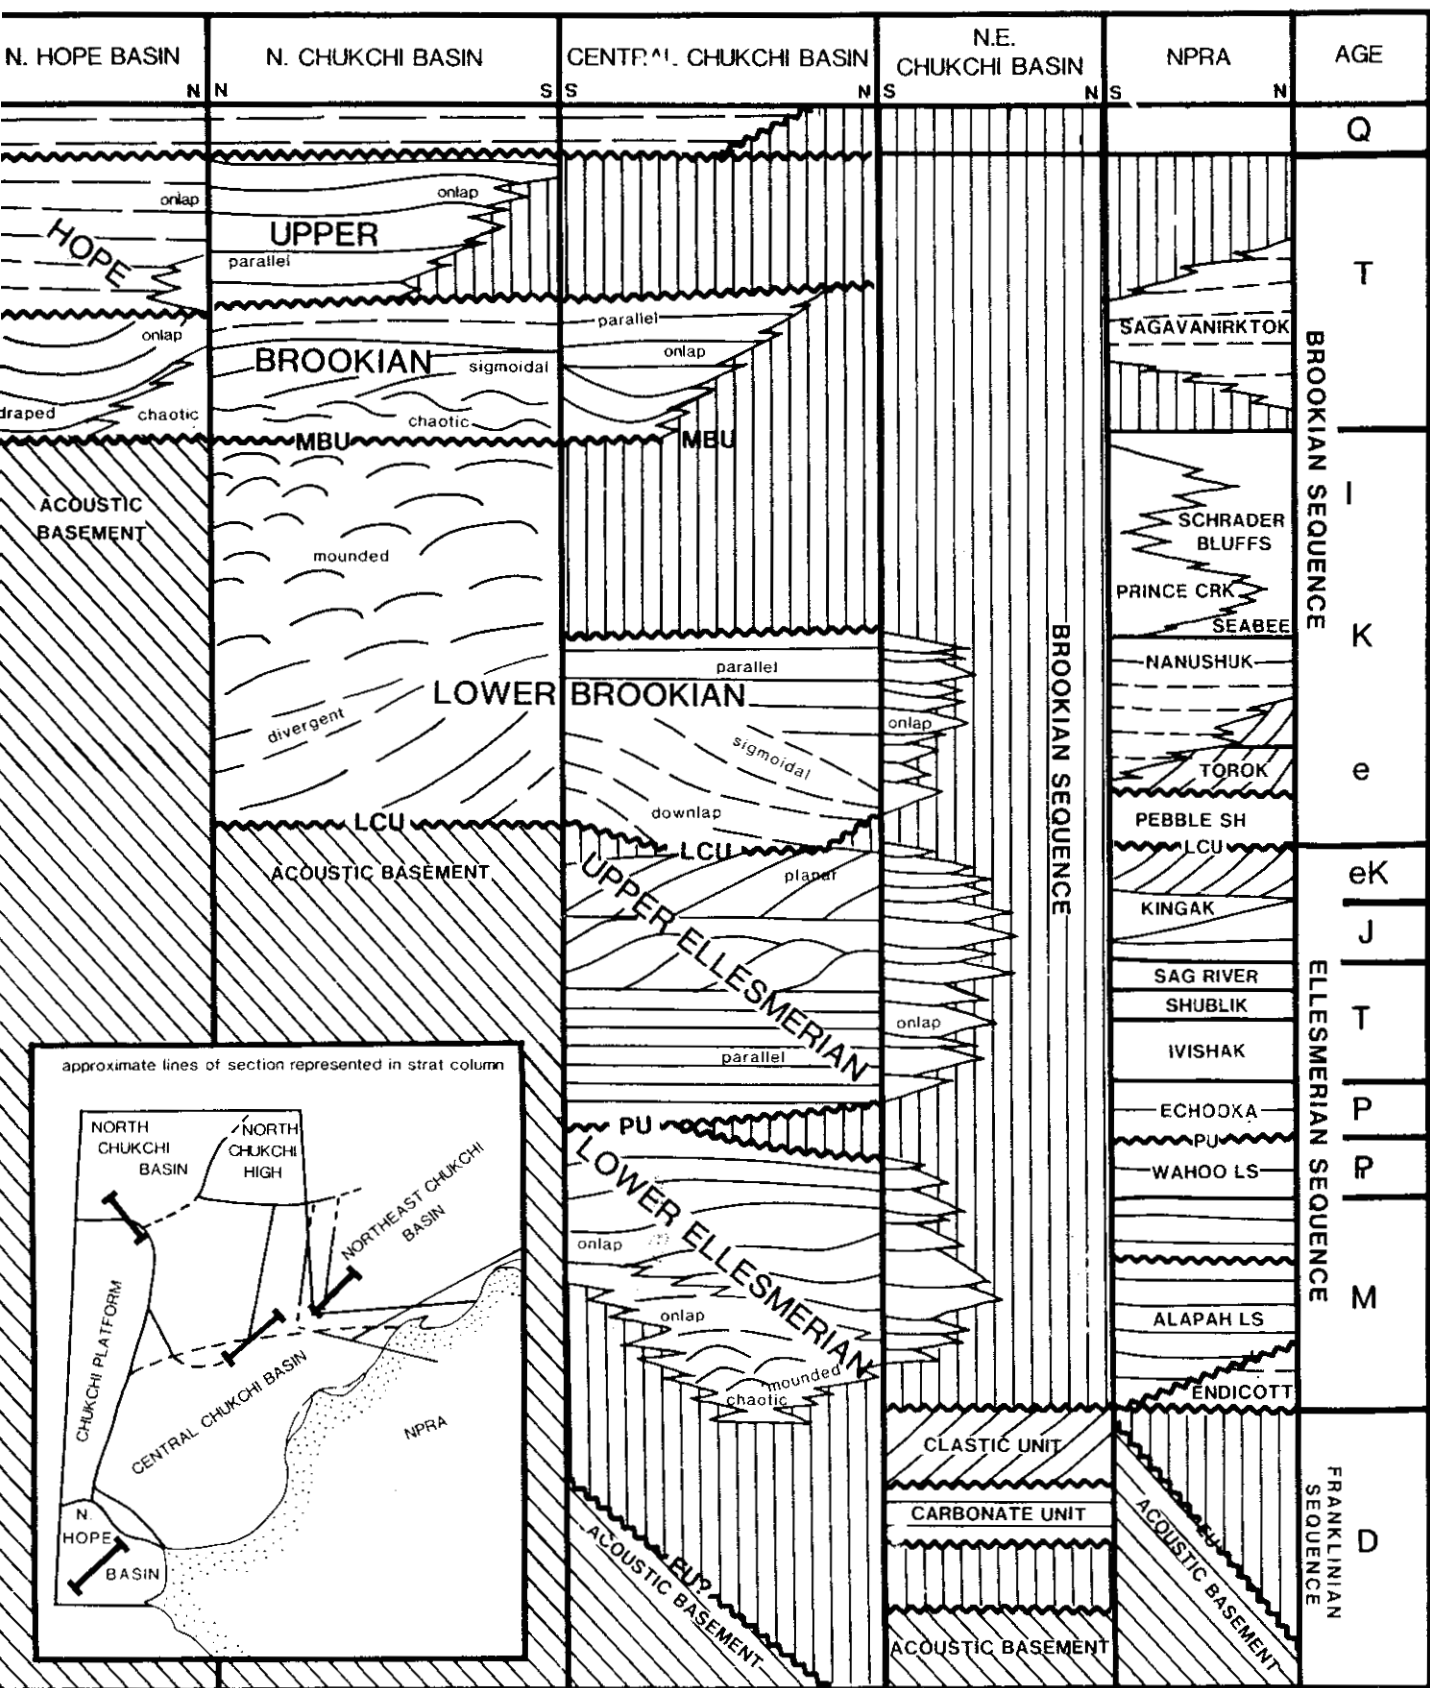 N. HOPE BASIN
N
N. CHUKCHI BASIN
N S
CENTRAL CHUKCHI BASIN
S N
N.E.
CHUKCHI BASIN
S N
NPRA
S N
AGE
onlap
HOPE
onlap
draped
chaotic
ACOUSTIC
BASEMENT
onlap
UPPER
parallel
BROOKIAN
sigmoidal
chaotic
MBU
mounded
divergent
LOWER BROOKIAN
LCU
ACOUSTIC BASEMENT
parallel
onlap
MBU
parallel
sigmoidal
downlap
LCU
planar
UPPER ELLESMERIAN
parallel
PU
LOWER ELLESMERIAN
onlap
onlap
mounded
chaotic
EU?
ACOUSTIC BASEMENT
onlap
onlap
BROOKIAN SEQUENCE
CLASTIC UNIT
CARBONATE UNIT
ACOUSTIC BASEMENT
SAGAVANIRKTOK
SCHRADER
BLUFFS
PRINCE CRK
SEABEE
NANUSHUK
TOROK
PEBBLE SH
LCU
KINGAK
SAG RIVER
SHUBLIK
IVISHAK
ECHOOKA
PU
WAHOO LS
ALAPAH LS
ENDICOTT
EU
ACOUSTIC BASEMENT
BROOKIAN SEQUENCE
ELLESMERIAN SEQUENCE
FRANKLINIAN
SEQUENCE
Q
T
l
K
e
eK
J
T
P
P
M
D
approximate lines of section represented in strat column
NORTH
CHUKCHI
BASIN
NORTH
CHUKCHI
HIGH
NORTHEAST CHUKCHI
BASIN
CHUKCHI PLATFORM
CENTRAL CHUKCHI BASIN
NPRA
N.
HOPE
BASIN